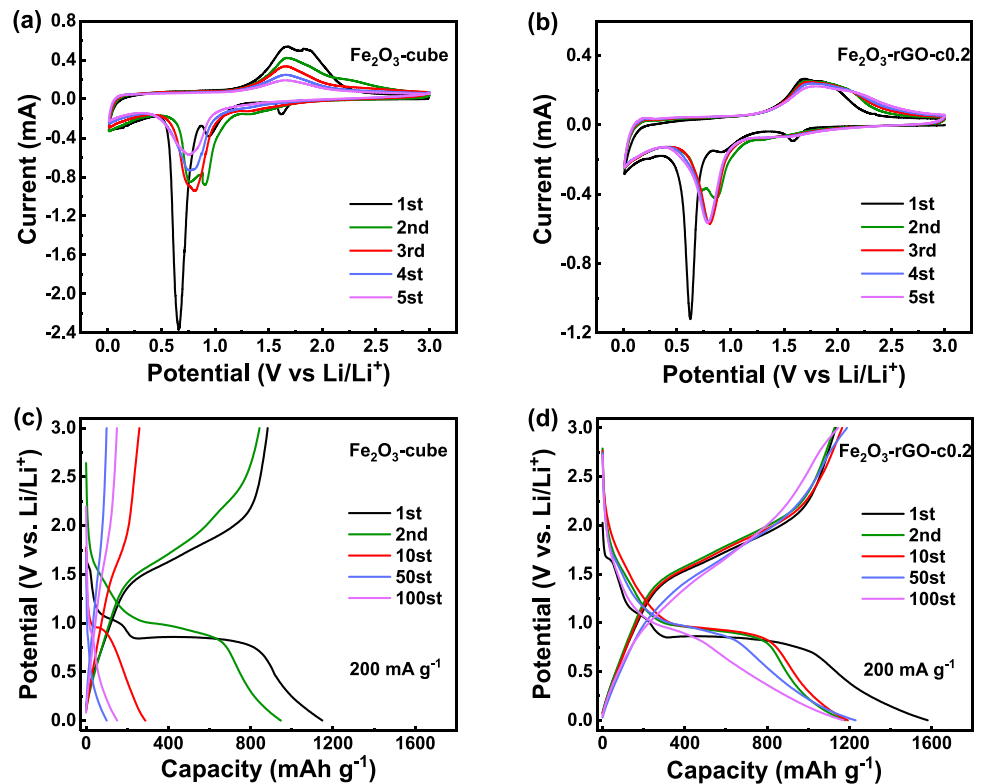 (a)
Fe₂O₃-cube
Current (mA)
0.8
0.4
0.0
-0.4
-0.8
-1.2
-1.6
-2.0
-2.4
1st
2nd
3rd
4st
5st
0.0 0.5 1.0 1.5 2.0 2.5 3.0
Potential (V vs Li/Li⁺)
(b)
Fe₂O₃-rGO-c0.2
Current (mA)
0.4
0.0
-0.4
-0.8
-1.2
1st
2nd
3rd
4st
5st
0.0 0.5 1.0 1.5 2.0 2.5 3.0
Potential (V vs Li/Li⁺)
(c)
Fe₂O₃-cube
Potential (V vs. Li/Li⁺)
3.0
2.5
2.0
1.5
1.0
0.5
0.0
1st
2nd
10st
50st
100st
200 mA g⁻¹
0 400 800 1200 1600
Capacity (mAh g⁻¹)
(d)
Fe₂O₃-rGO-c0.2
Potential (V vs. Li/Li⁺)
3.0
2.5
2.0
1.5
1.0
0.5
0.0
1st
2nd
10st
50st
100st
200 mA g⁻¹
0 400 800 1200 1600
Capacity (mAh g⁻¹)